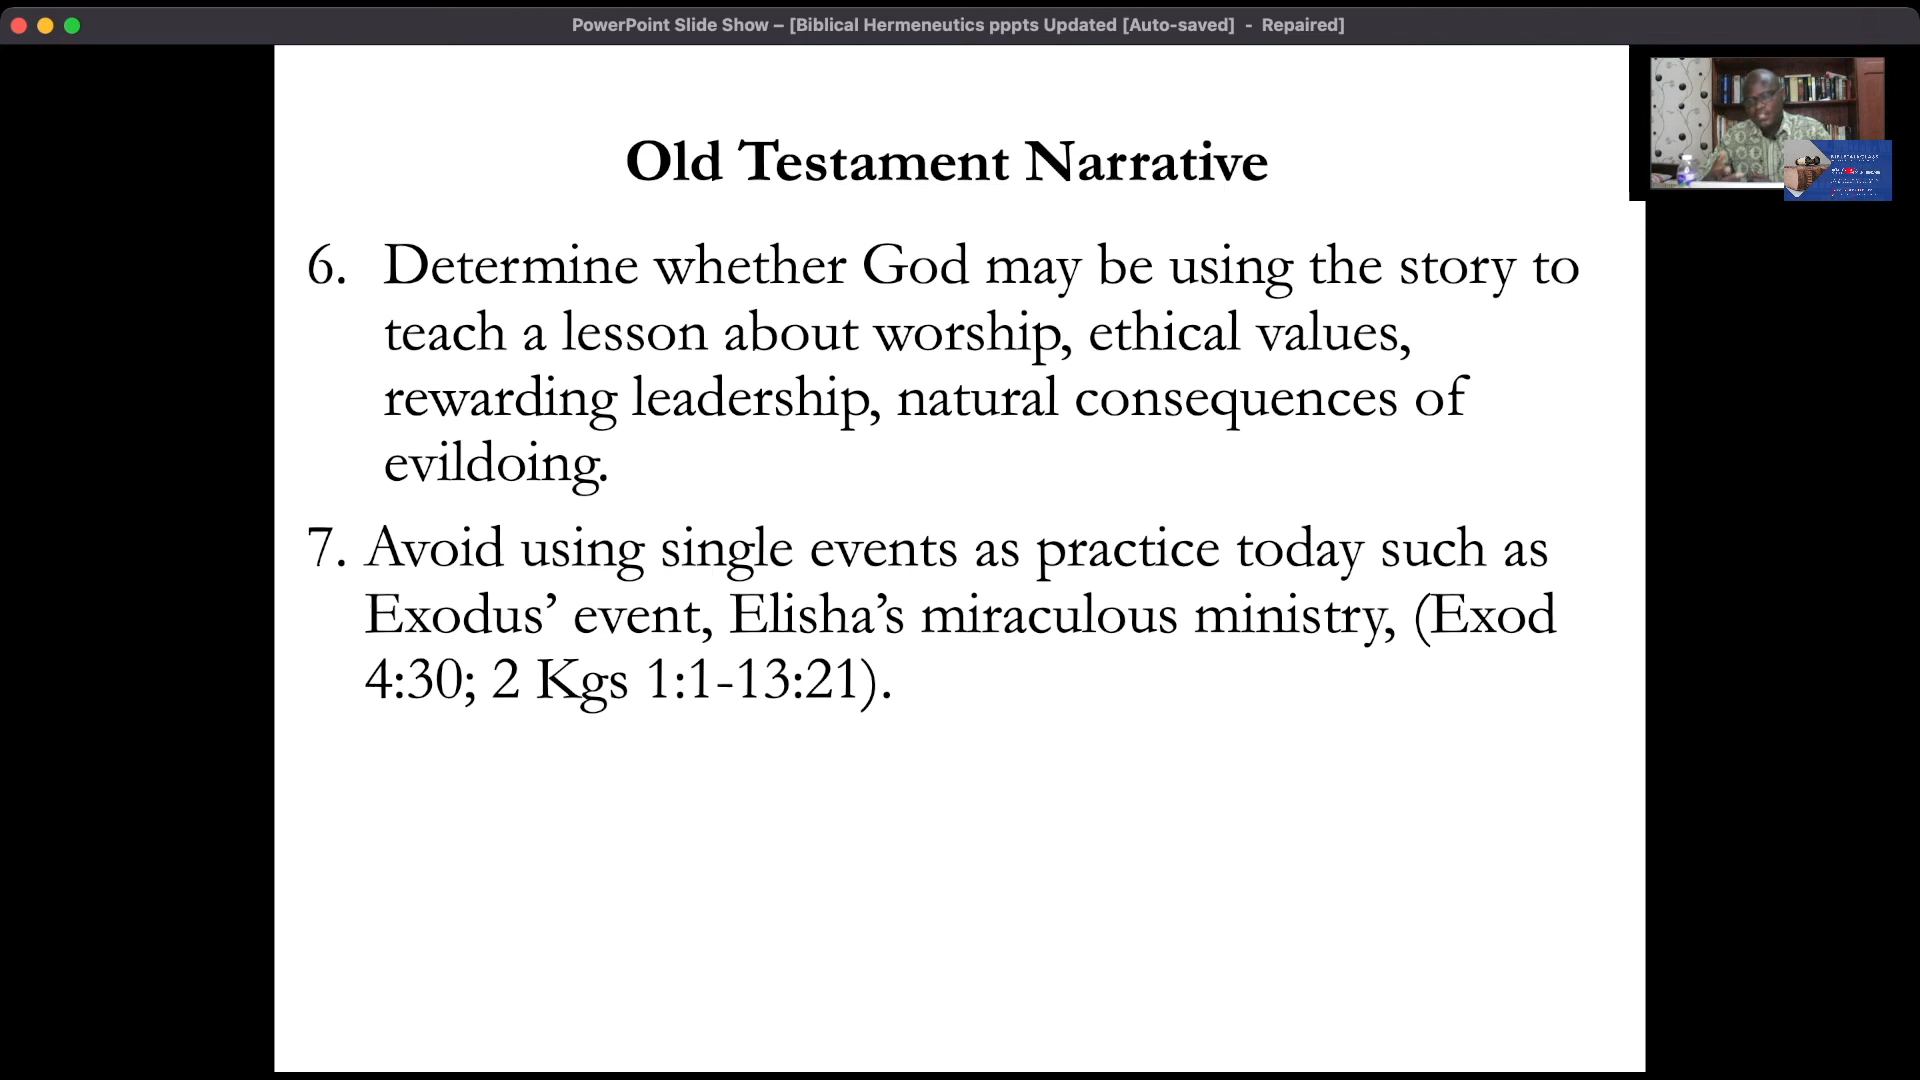 PowerPoint Slide Show – [Biblical Hermeneutics pppts Updated [Auto-saved]  -  Repaired]
Old Testament Narrative
6. Determine whether God may be using the story to
teach a lesson about worship, ethical values,
rewarding leadership, natural consequences of
evildoing.
7. Avoid using single events as practice today such as
Exodus’ event, Elisha’s miraculous ministry, (Exod
4:30; 2 Kgs 1:1-13:21).